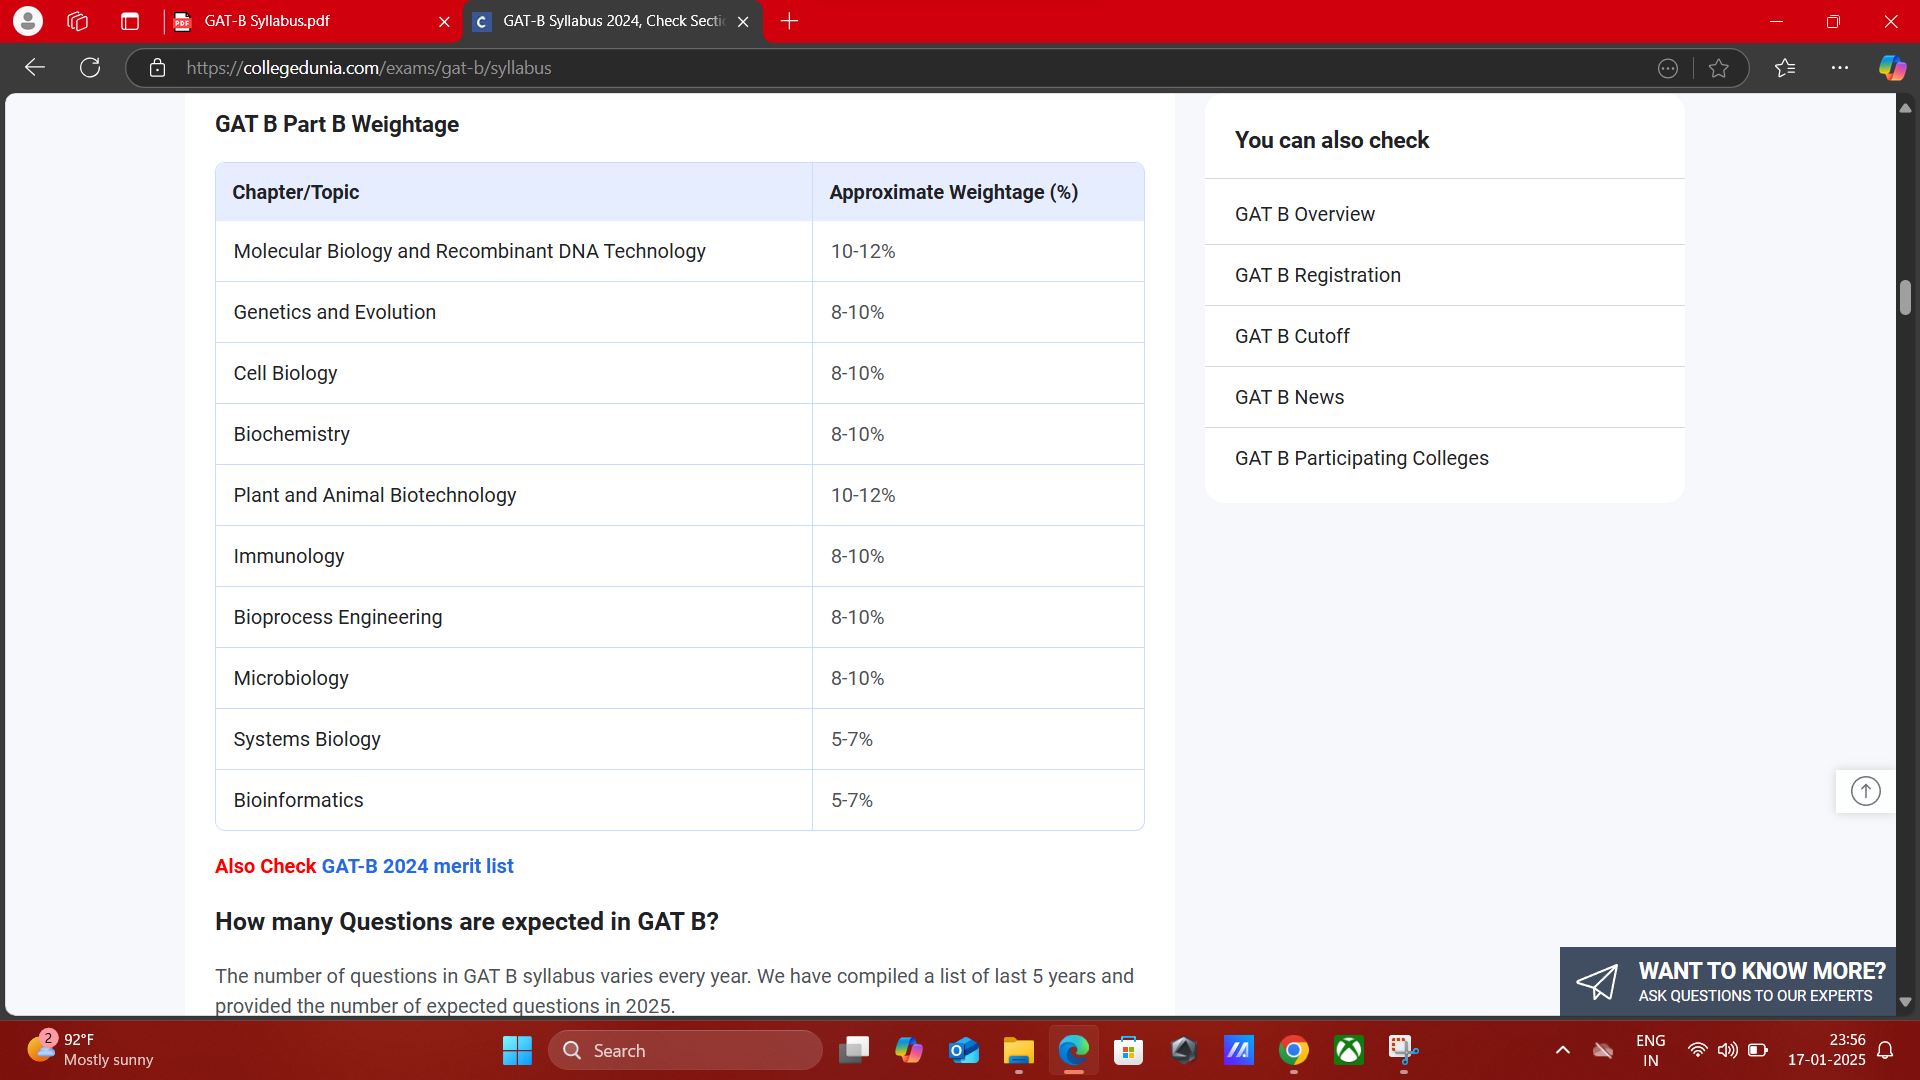 GAT-B Syllabus.pdf
GAT-B Syllabus 2024, Check Secti
https://collegedunia.com/exams/gat-b/syllabus
GAT B Part B Weightage
Chapter/Topic Approximate Weightage (%)
Molecular Biology and Recombinant DNA Technology 10-12%
Genetics and Evolution 8-10%
Cell Biology 8-10%
Biochemistry 8-10%
Plant and Animal Biotechnology 10-12%
Immunology 8-10%
Bioprocess Engineering 8-10%
Microbiology 8-10%
Systems Biology 5-7%
Bioinformatics 5-7%
Also Check GAT-B 2024 merit list
How many Questions are expected in GAT B?
The number of questions in GAT B syllabus varies every year. We have compiled a list of last 5 years and
provided the number of expected questions in 2025.
You can also check
GAT B Overview
GAT B Registration
GAT B Cutoff
GAT B News
GAT B Participating Colleges
WANT TO KNOW MORE?
ASK QUESTIONS TO OUR EXPERTS
2
92°F
Mostly sunny
Search
ENG
IN
23:56
17-01-2025